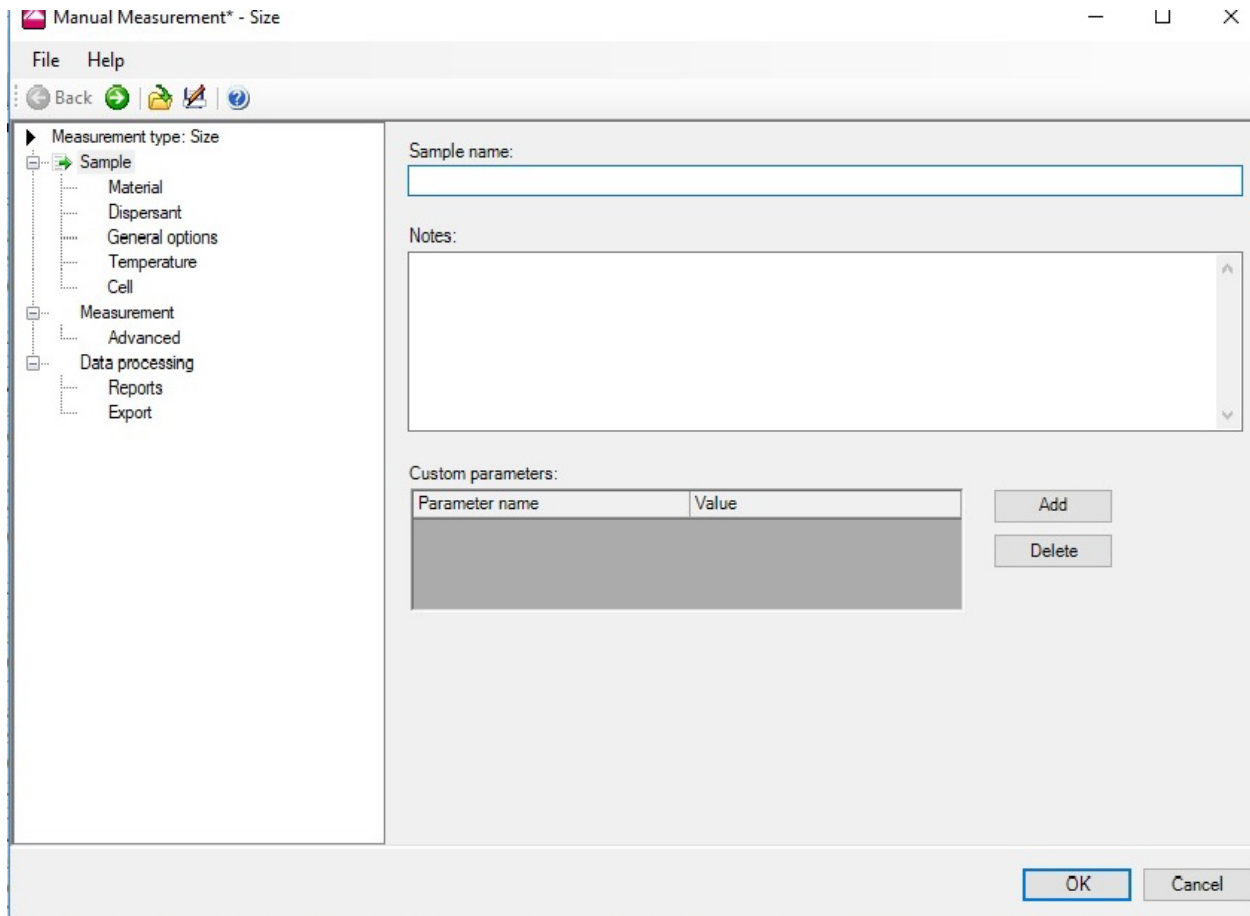 Manual Measurement* - Size
File Help
Back
Measurement type: Size
Sample
Material
Dispersant
General options
Temperature
Cell
Measurement
Advanced
Data processing
Reports
Export
Sample name:
Notes:
Custom parameters:
Parameter name Value
Add
Delete
OK Cancel